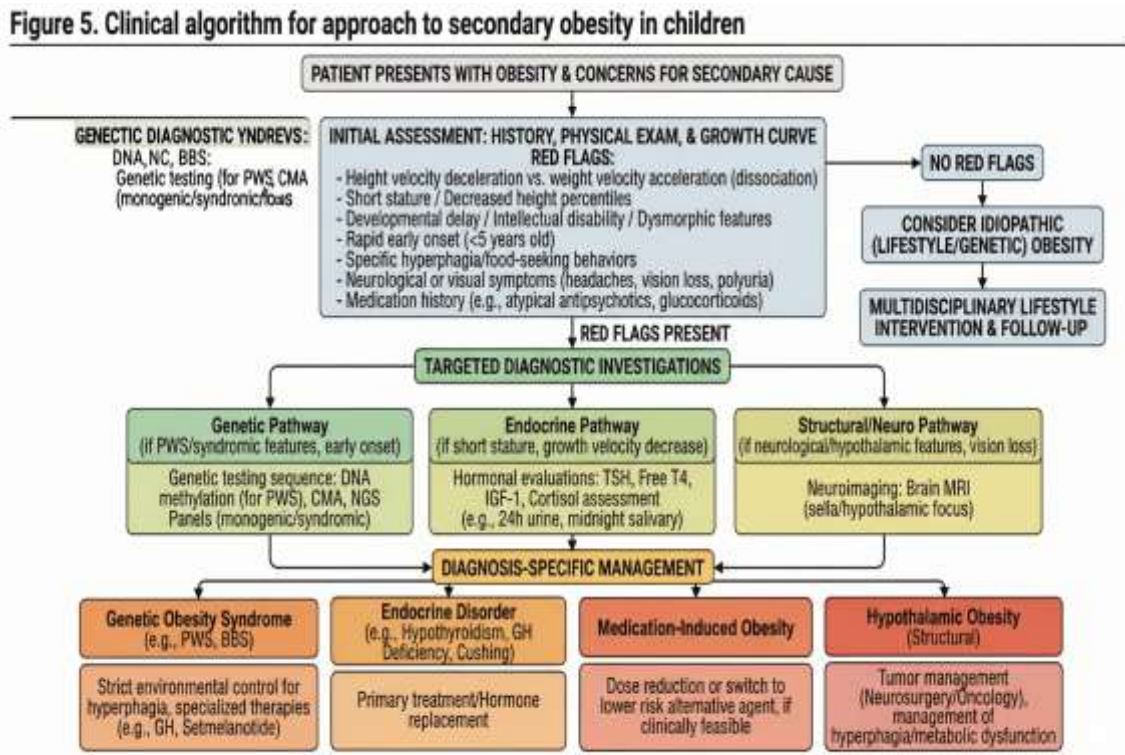 Figure 5. Clinical algorithm for approach to secondary obesity in children
PATIENT PRESENTS WITH OBESITY & CONCERNS FOR SECONDARY CAUSE
GENECTIC DIAGNOSTIC YNDREVS:
DNA, NC, BBS:
Genetic testing (for PWS, CMA
(monogenic/syndronic/
INITIAL ASSESSMENT: HISTORY, PHYSICAL EXAM, & GROWTH CURVE
RED FLAGS:
- Height velocity deceleration vs. weight velocity acceleration (dissociation)
- Short stature / Decreased height percentiles
- Developmental delay / Intellectual disability / Dysmorphic features
- Rapid early onset (<5 years old)
- Specific hyperphagia/food-seeking behaviors
- Neurological or visual symptoms (headaches, vision loss, polyuria)
- Medication history (e.g., atypical antipsychotics, glucocorticoids)
NO RED FLAGS
CONSIDER IDIOPATHIC
(LIFESTYLE/GENETIC) OBESITY
MULTIDISCIPLINARY LIFESTYLE
INTERVENTION & FOLLOW-UP
RED FLAGS PRESENT
TARGETED DIAGNOSTIC INVESTIGATIONS
Genetic Pathway
(if PWS/syndromic features, early onset)
Genetic testing sequence: DNA
methylation (for PWS), CMA, NGS
Panels (monogenic/syndromic)
Endocrine Pathway
(if short stature, growth velocity decrease)
Hormonal evaluations: TSH, Free T4,
IGF-1, Cortisol assessment
(e.g., 24h urine, midnight salivary)
Structural/Neuro Pathway
(if neurological/hypothalamic features, vision loss)
Neuroimaging: Brain MRI
(sella/hypothalamic focus)
DIAGNOSIS-SPECIFIC MANAGEMENT
Genetic Obesity Syndrome
(e.g., PWS, BBS)
Strict environmental control for
hyperphagia, specialized therapies
(e.g., GH, Setmelanotide)
Endocrine Disorder
(e.g., Hypothyroidism, GH
Deficiency, Cushing)
Primary treatment/Hormone
replacement
Medication-Induced Obesity
Dose reduction or switch to
lower risk alternative agent, if
clinically feasible
Hypothalamic Obesity
(Structural)
Tumor management
(Neurosurgery/Oncology),
management of
hyperphagia/metabolic dysfunction